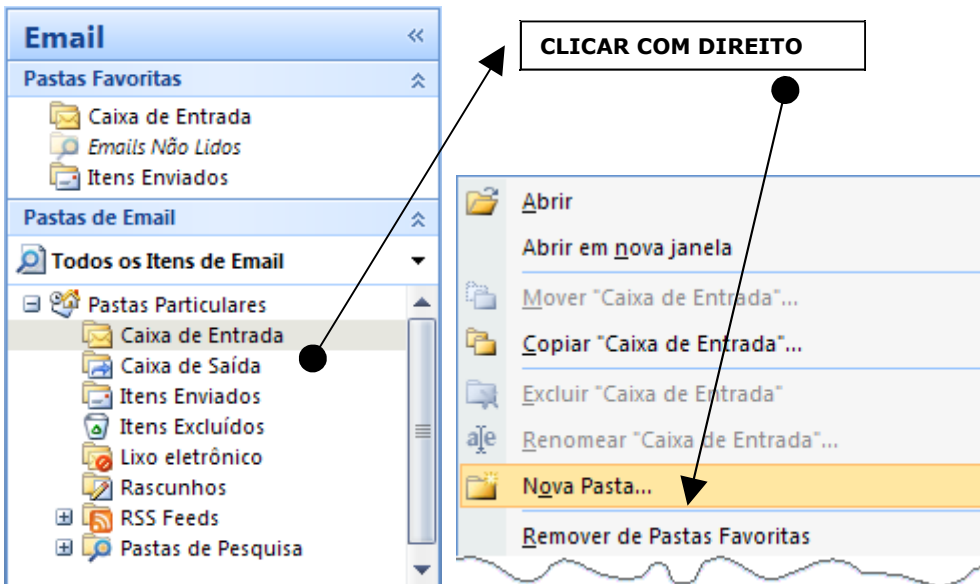 Email
Pastas Favoritas
Caixa de Entrada
Emails Não Lidos
Itens Enviados
Pastas de Email
Todos os Itens de Email
Pastas Particulares
Caixa de Entrada
Caixa de Saída
Itens Enviados
Itens Excluídos
Lixo eletrônico
Rascunhos
RSS Feeds
Pastas de Pesquisa
CLICAR COM DIREITO
Abrir
Abrir em nova janela
Mover "Caixa de Entrada"...
Copiar "Caixa de Entrada"...
Excluir "Caixa de Entrada"
Renomear "Caixa de Entrada"...
Nova Pasta...
Remover de Pastas Favoritas